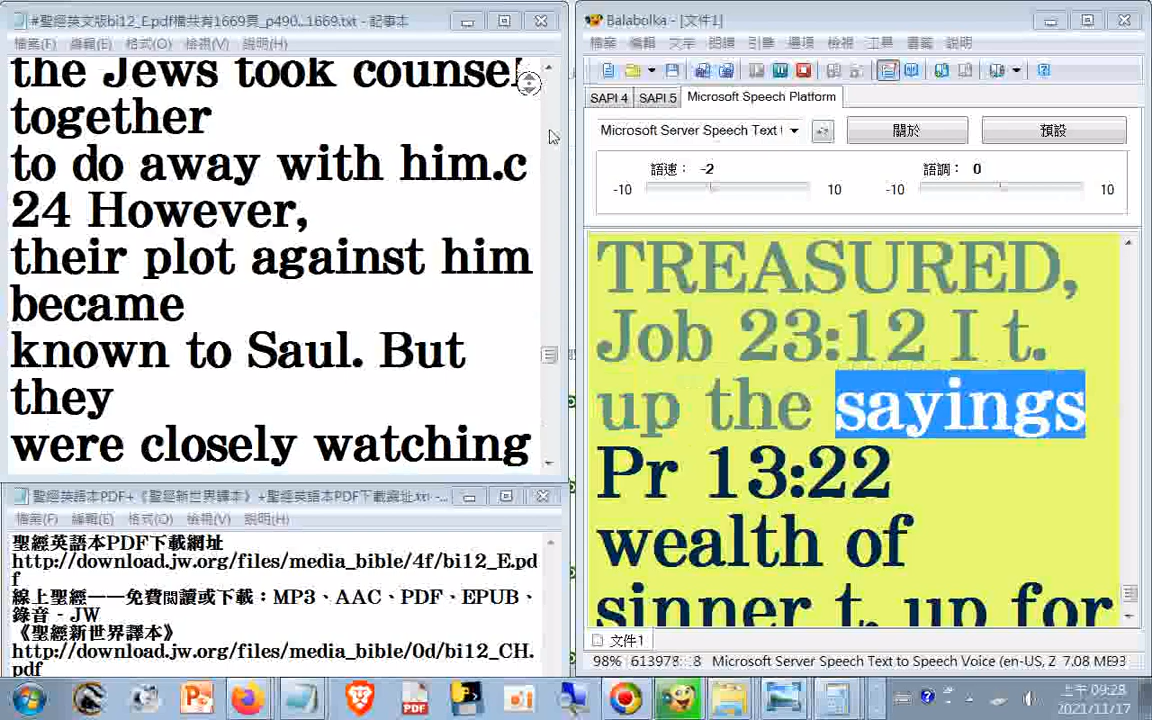 #聖經英文版bi12_E.pdf檔共有1669頁_p490...1669.txt - 記事本
檔案(F) 編輯(E) 格式(O) 檢視(V) 說明(H)
the Jews took counsel
together
to do away with him.c
24 However,
their plot against him
became
known to Saul. But
they
were closely watching
聖經英語本PDF+《聖經新世界譯本》+聖經英語本PDF下載網址.txt - ...
檔案(F) 編輯(E) 格式(O) 檢視(V) 說明(H)
聖經英語本PDF下載網址
http://download.jw.org/files/media_bible/4f/bi12_E.pd
f
線上聖經──免費閱讀或下載：MP3、AAC、PDF、EPUB、
錄音 - JW
《聖經新世界譯本》
http://download.jw.org/files/media_bible/0d/bi12_CH.
pdf
Balabolka - [文件1]
檔案 編輯 文字 朗讀 引擎 選項 檢視 工具 書籤 說明
SAPI 4 SAPI 5 Microsoft Speech Platform
Microsoft Server Speech Text t
關於 預設
語速： -2 語調： 0
-10 10 -10 10
TREASURED,
Job 23:12 I t.
up the sayings
Pr 13:22
wealth of
sinner t. up for
文件1
98% Microsoft Server Speech Text to Speech Voice (en-US, Z 7.08 ME
PDF
上午 09:28
2021/11/17